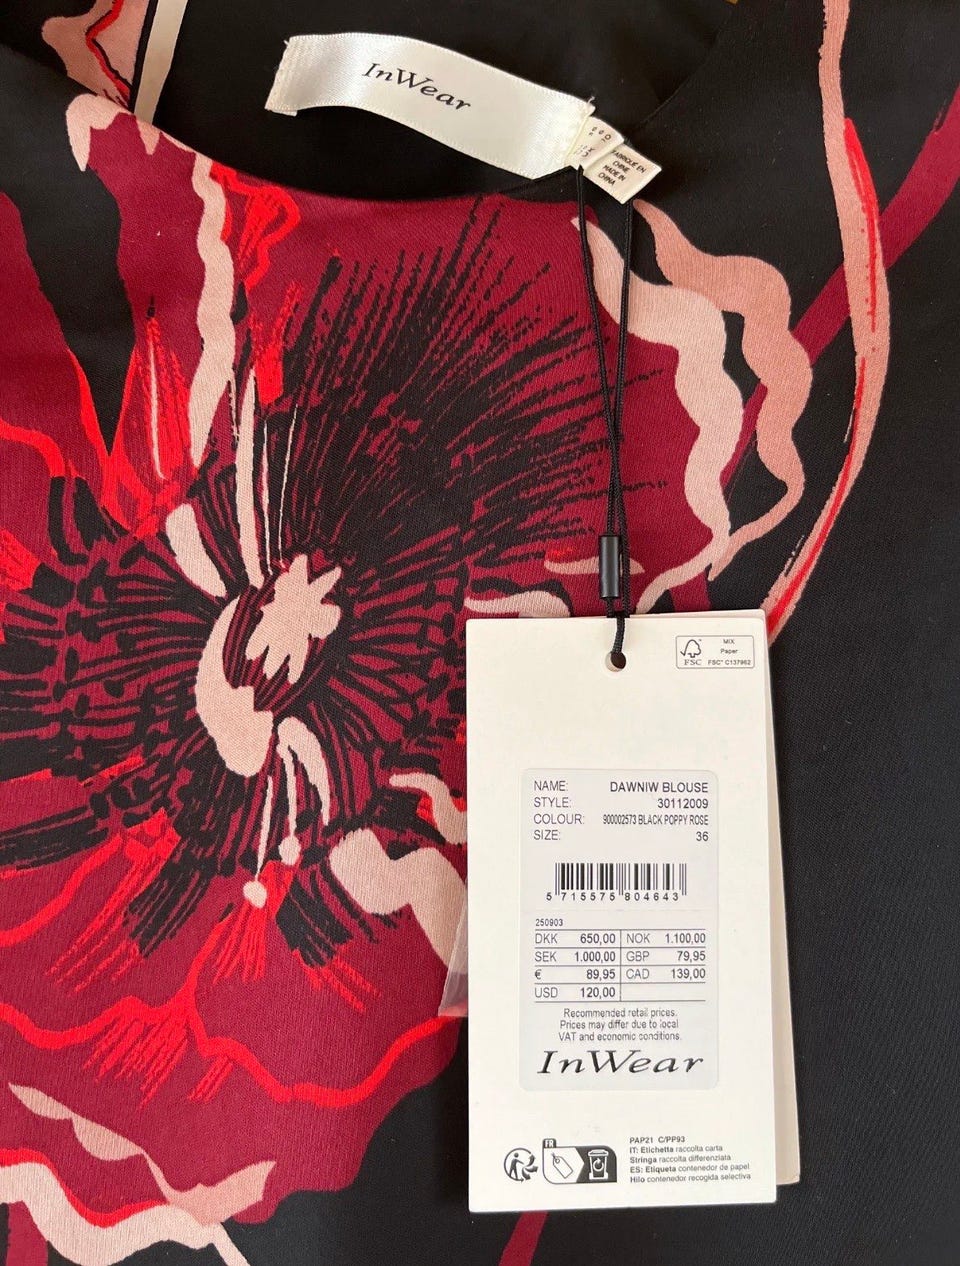 InWear
FABRIQUÉ EN
CHINE
MADE IN
CHINA
MIX
Paper
FSC
FSC® C137962
NAME: DAWNIW BLOUSE
STYLE: 30112009
COLOUR: 900002573 BLACK POPPY ROSE
SIZE: 36
5 715575 804643
250903
DKK 650,00 NOK 1.100,00
SEK 1.000,00 GBP 79,95
€ 89,95 CAD 139,00
USD 120,00
Recommended retail prices.
Prices may differ due to local
VAT and economic conditions.
InWear
FR
PAP21 C/PP93
IT: Etichetta raccolta carta
Stringa raccolta differenziata
ES: Etiqueta contenedor de papel
Hilo contenedor recogida selectiva